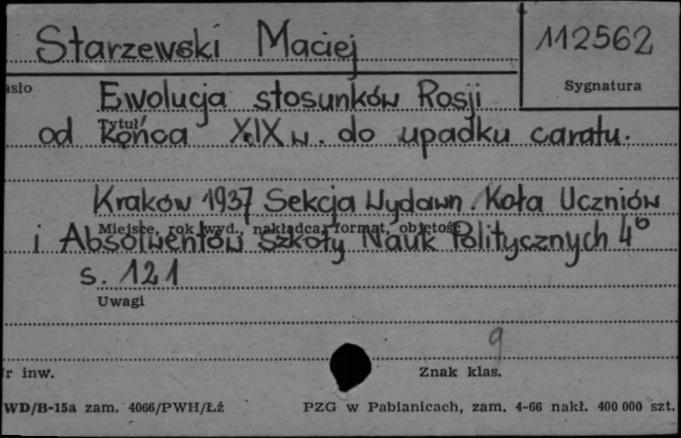 Starzewski Maciej
112562
Sygnatura
asło
Ewolucja stosunków Rosji
Tytuł
od końca XIX w. do upadku caratu.
Kraków 1937 Sekcja Wydawn. Koła Uczniów
Miejsce, rok wyd., nakładca, format, objętość
i Absolwentów Szkoły Nauk Politycznych 4°
s. 121
Uwagi
9
r inw.
Znak klas.
WD/B-15a zam. 4066/PWH/Łż
PZG w Pabianicach, zam. 4-66 nakł. 400 000 szt.